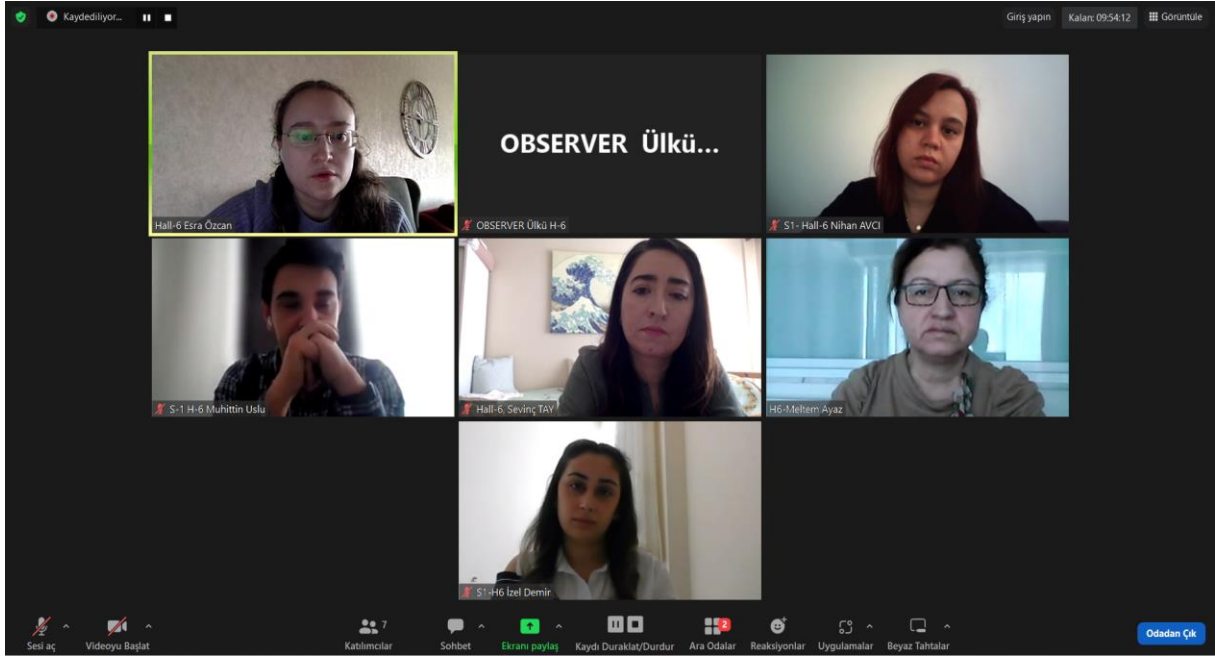 Kaydediliyor...
Giriş yapın
Kalan: 09:54:12
Görüntüle
Hall-6 Esra Özcan
OBSERVER Ülkü...
OBSERVER Ülkü H-6
S1- Hall-6 Nihan AVCI
S-1 H-6 Muhittin Uslu
Hall-6, Sevinç TAY
H6-Meltem Ayaz
S1-H6 İzel Demir
Sesi aç
Videoyu Başlat
7
Katılımcılar
Sohbet
Ekranı paylaş
Kaydı Duraklat/Durdur
2
Ara Odalar
Reaksiyonlar
Uygulamalar
Beyaz Tahtalar
Odadan Çık